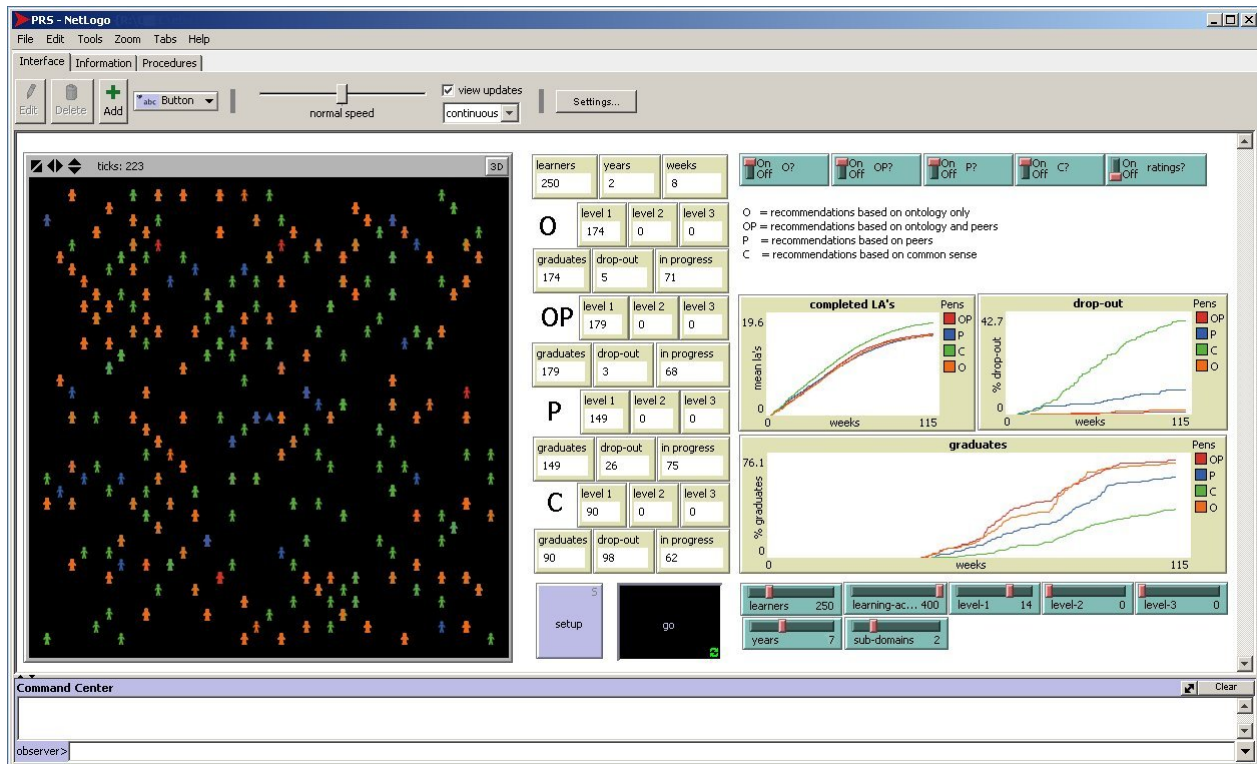 PRS - NetLogo
File Edit Tools Zoom Tabs Help
Interface Information Procedures
Edit Delete Add abc Button normal speed view updates continuous Settings...
ticks: 223 3D
learners years weeks
250 2 8
O level 1 level 2 level 3
174 0 0
graduates drop-out in progress
174 5 71
OP level 1 level 2 level 3
179 0 0
graduates drop-out in progress
179 3 68
P level 1 level 2 level 3
149 0 0
graduates drop-out in progress
149 26 75
C level 1 level 2 level 3
90 0 0
graduates drop-out in progress
90 98 62
S
setup
go
On Off O? On Off OP? On Off P? On Off C? On Off ratings?
O = recommendations based on ontology only
OP = recommendations based on ontology and peers
P = recommendations based on peers
C = recommendations based on common sense
completed LA's
Pens
19.6
OP
P
C
O
mean la's
0
0 weeks 115
drop-out
Pens
42.7
OP
P
C
O
% drop-out
0
0 weeks 115
graduates
Pens
76.1
OP
P
C
O
% graduates
0
0 weeks 115
learners 250 learning-ac... 400 level-1 14 level-2 0 level-3 0
years 7 sub-domains 2
Command Center Clear
observer>